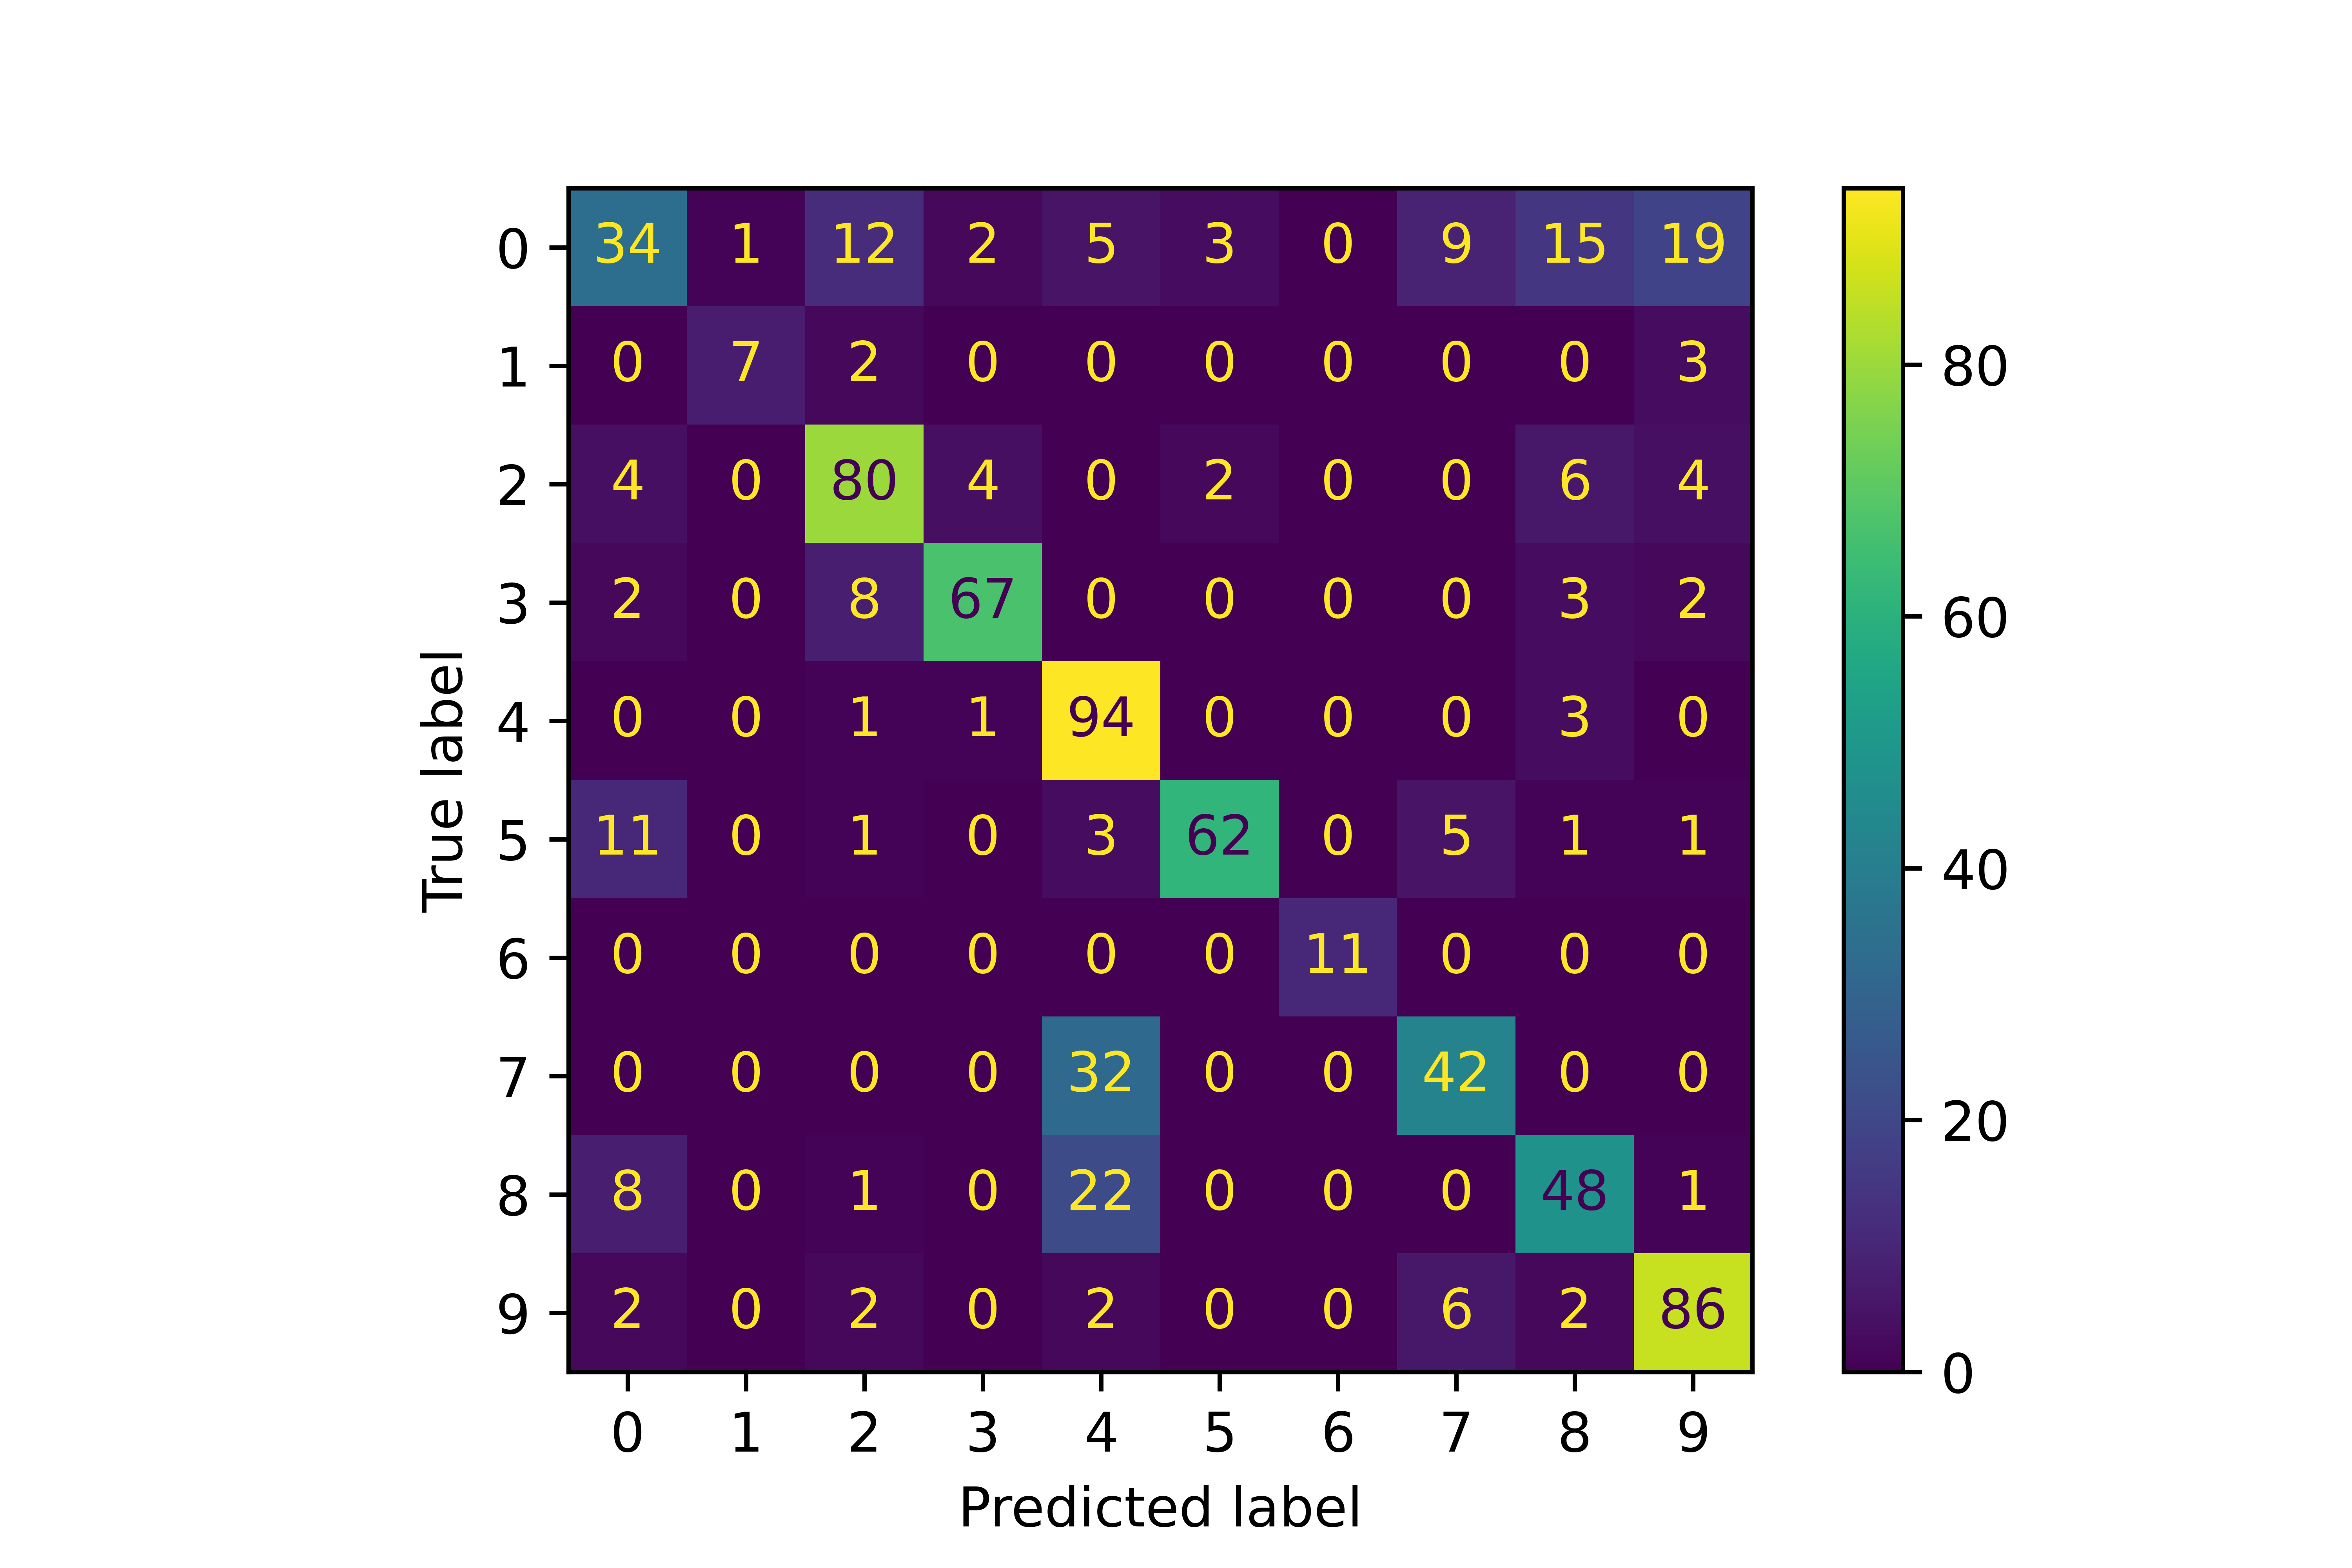 0 34 1 12 2 5 3 0 9 15 19
1 0 7 2 0 0 0 0 0 0 3
2 4 0 80 4 0 2 0 0 6 4
3 2 0 8 67 0 0 0 0 3 2
4 0 0 1 1 94 0 0 0 3 0
5 11 0 1 0 3 62 0 5 1 1
6 0 0 0 0 0 0 11 0 0 0
7 0 0 0 0 32 0 0 42 0 0
8 8 0 1 0 22 0 0 0 48 1
9 2 0 2 0 2 0 0 6 2 86
0 1 2 3 4 5 6 7 8 9
Predicted label
True label
80
60
40
20
0